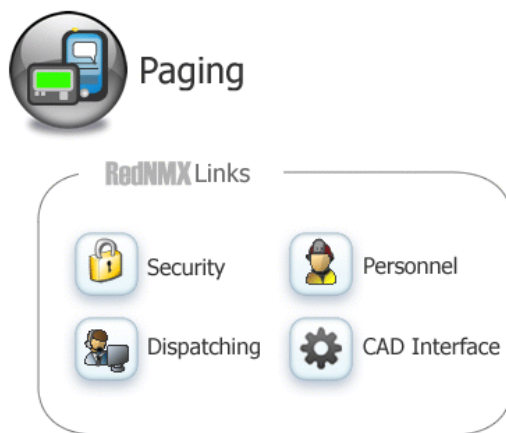 Paging
RedNMX Links
Security
Personnel
Dispatching
CAD Interface